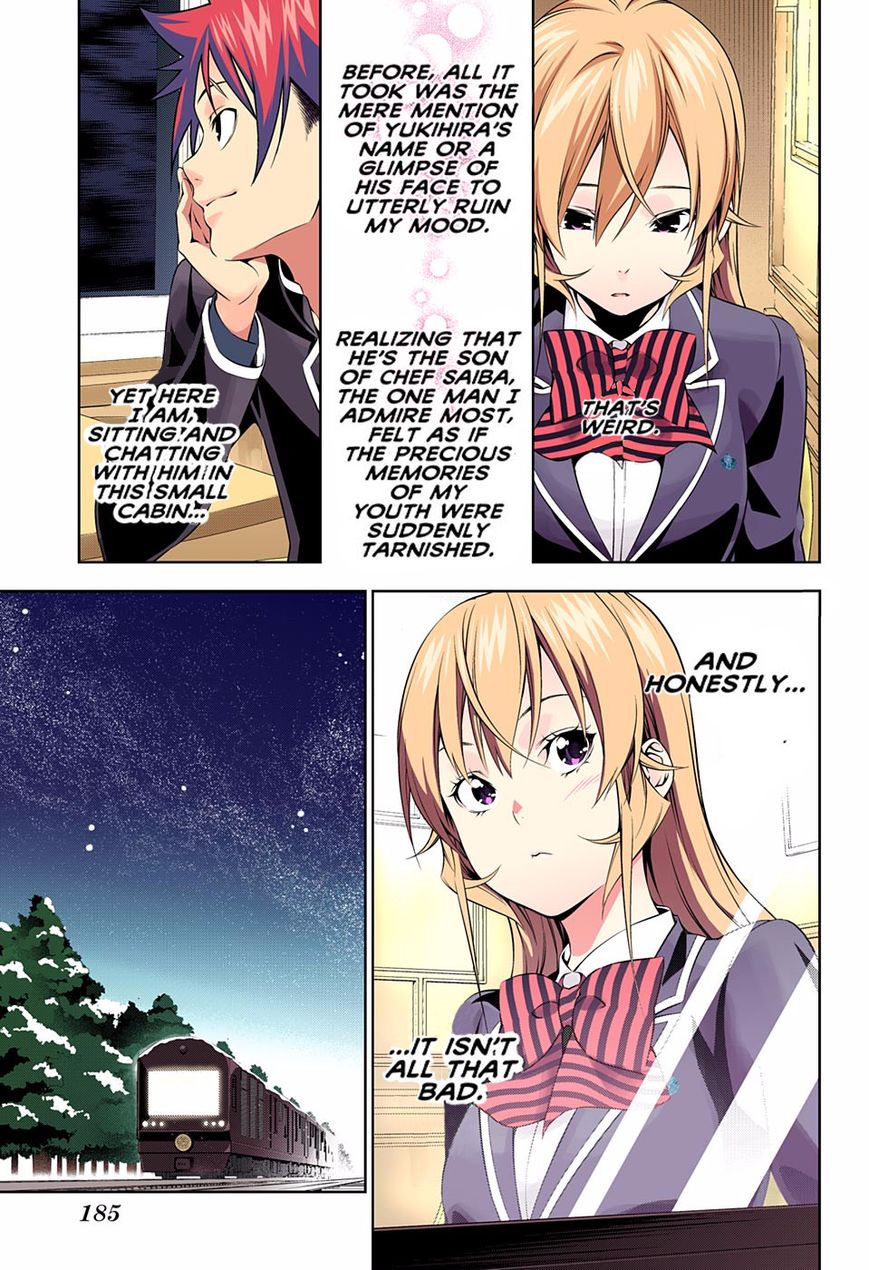 THAT'S
WEIRD.
BEFORE, ALL IT
TOOK WAS THE
MERE MENTION
OF YUKIHIRA'S
NAME OR A
GLIMPSE OF
HIS FACE TO
UTTERLY RUIN
MY MOOD.
REALIZING THAT
HE'S THE SON
OF CHEF SAIBA,
THE ONE MAN I
ADMIRE MOST,
FELT AS IF
THE PRECIOUS
MEMORIES
OF MY
YOUTH WERE
SUDDENLY
TARNISHED.
YET HERE
I AM,
SITTING AND
CHATTING
WITH HIM IN
THIS SMALL
CABIN...
AND
HONESTLY...
...IT ISN'T
ALL THAT
BAD.
185